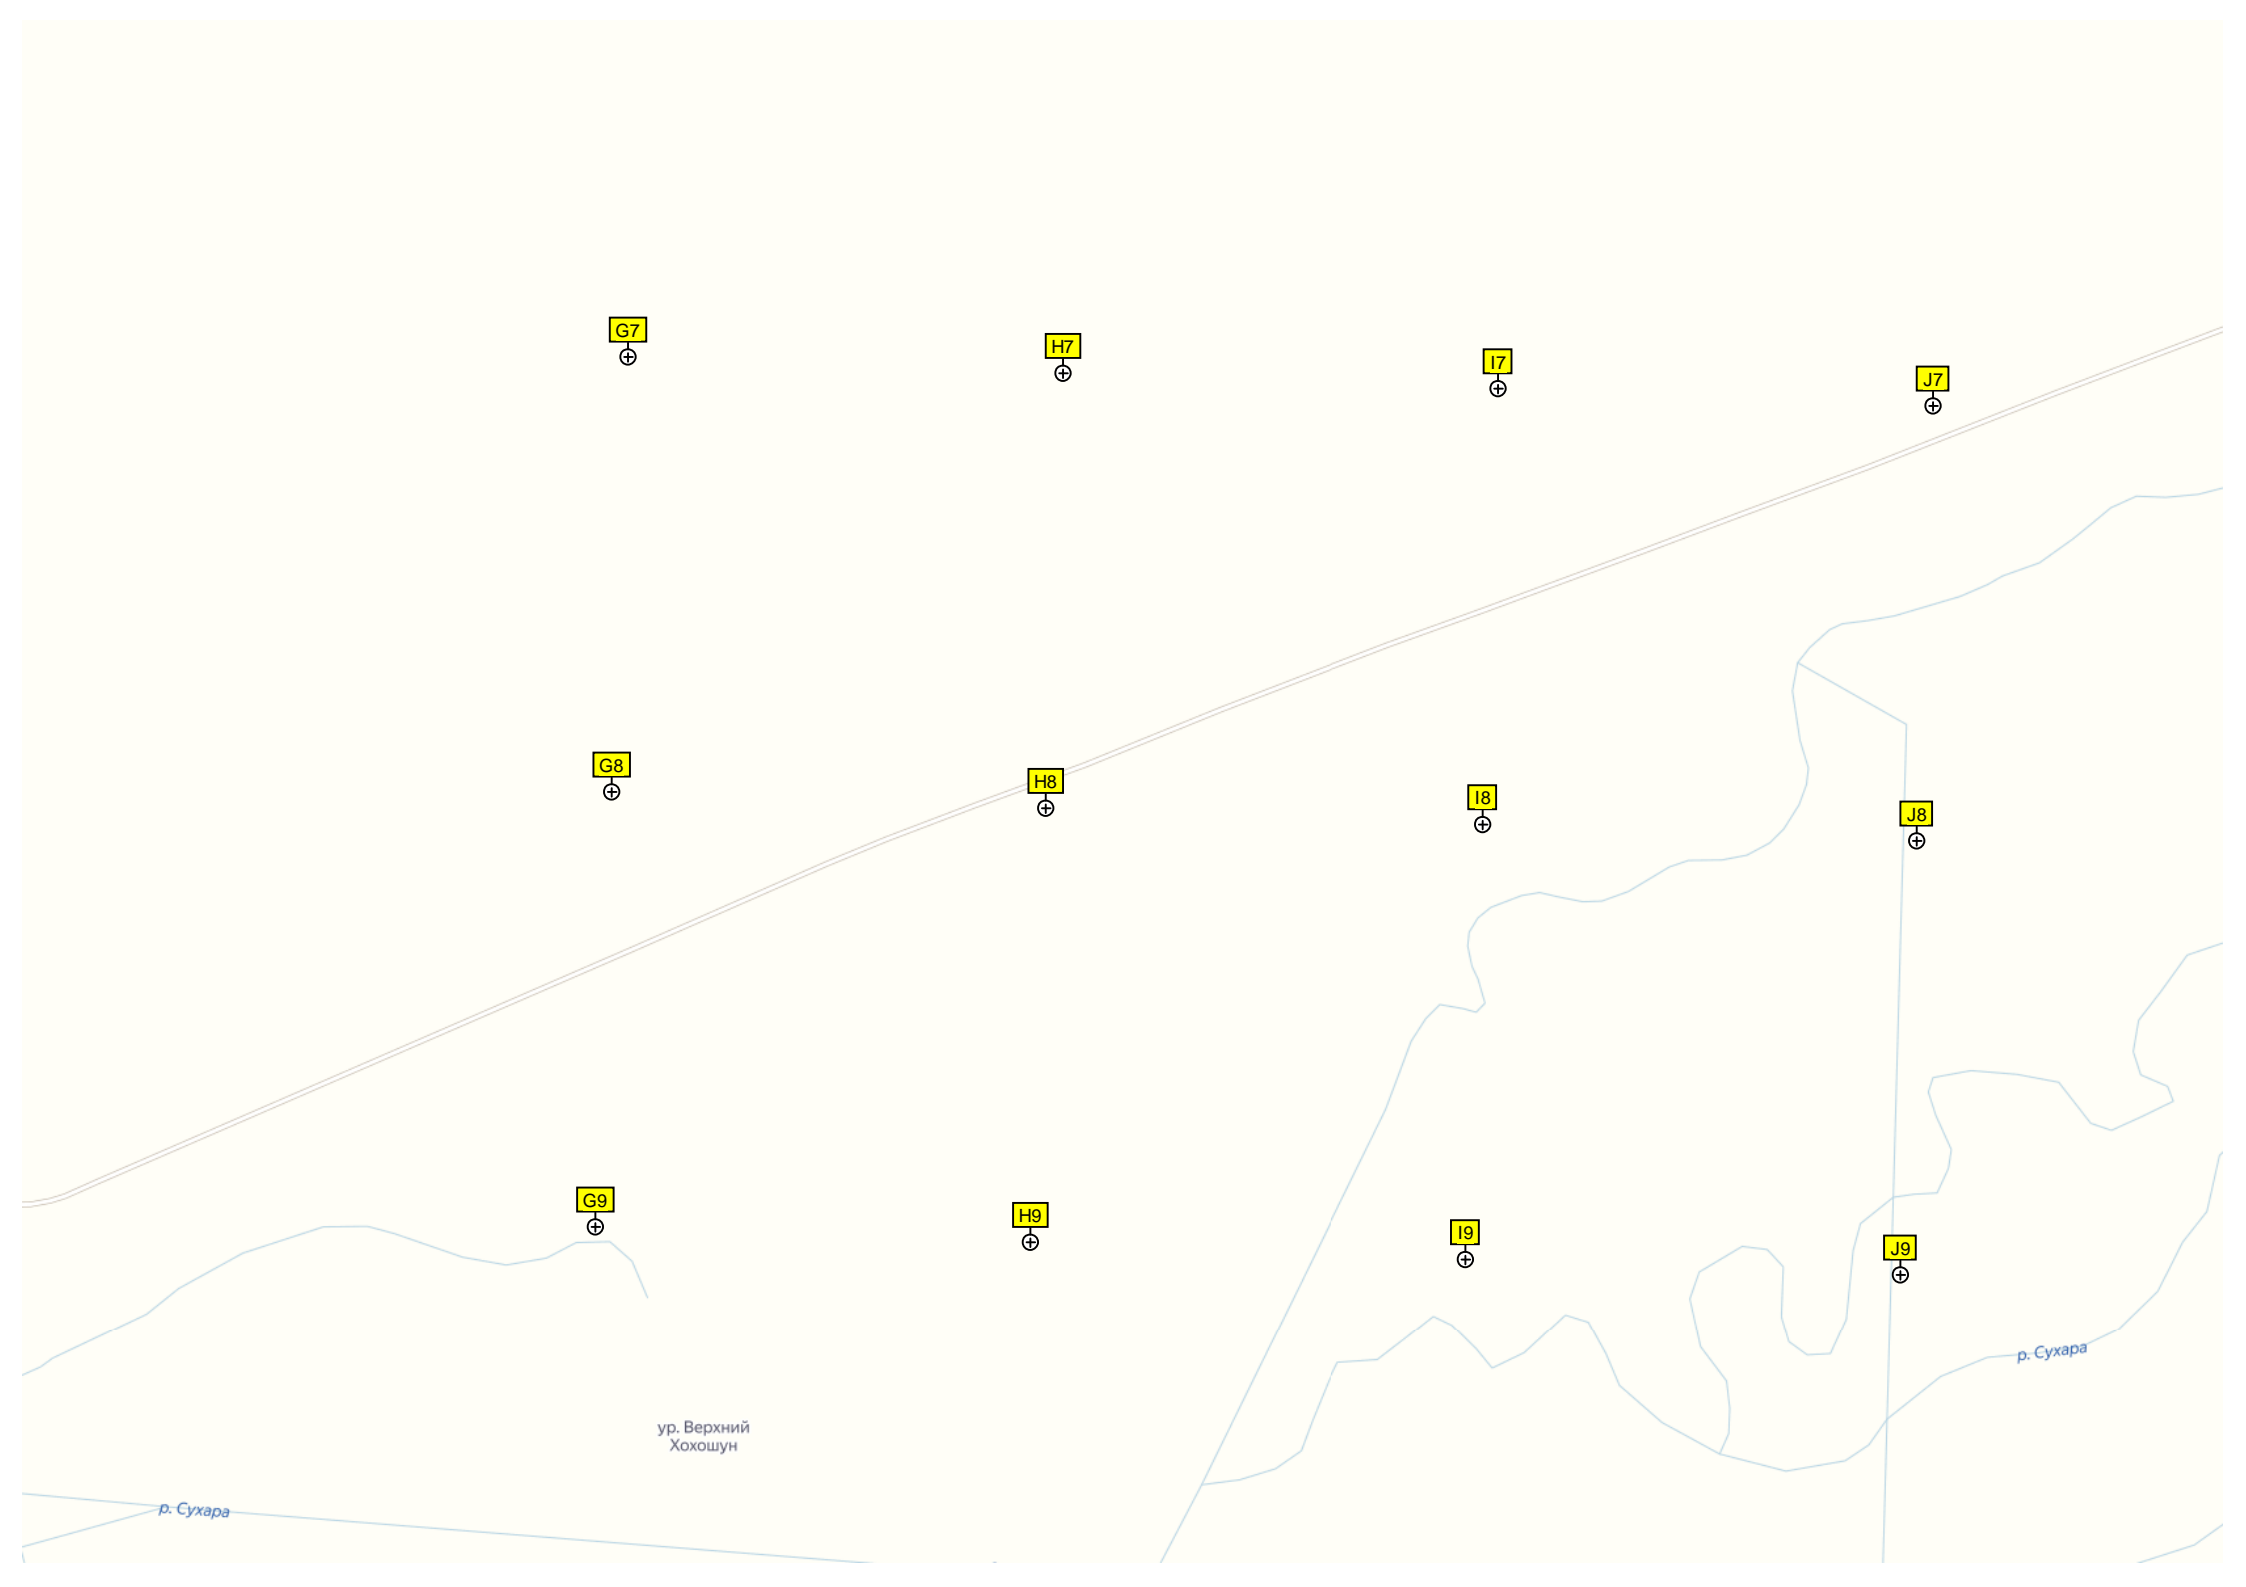 G7
H7
I7
J7
G8
H8
I8
J8
G9
H9
I9
J9
р. Сухара
ур. Верхний
Хохошун
р. Сухара